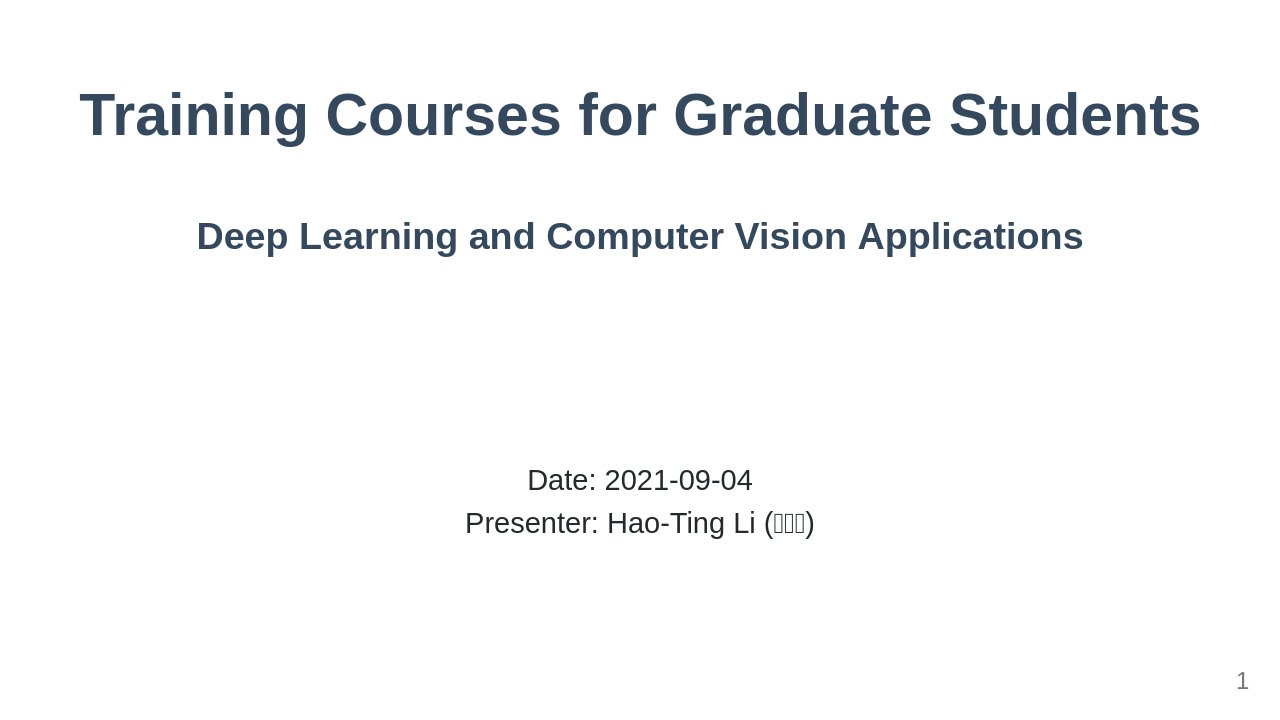 Training Courses for Graduate Students
Deep Learning and Computer Vision Applications
Date: 2021-09-04
Presenter: Hao-Ting Li ()
1